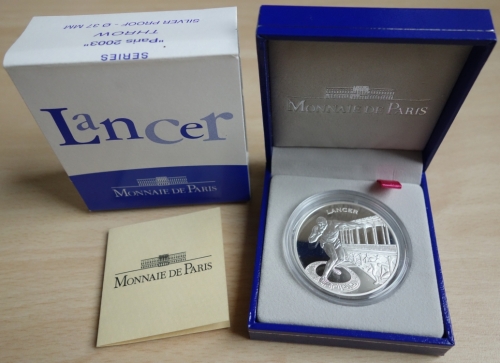 SERIES
"Paris 2003"
THROW
SILVER PROOF - Ø 37 MM
Lancer
MONNAIE DE PARIS
MONNAIE DE PARIS
MONNAIE DE PARIS
LANCER